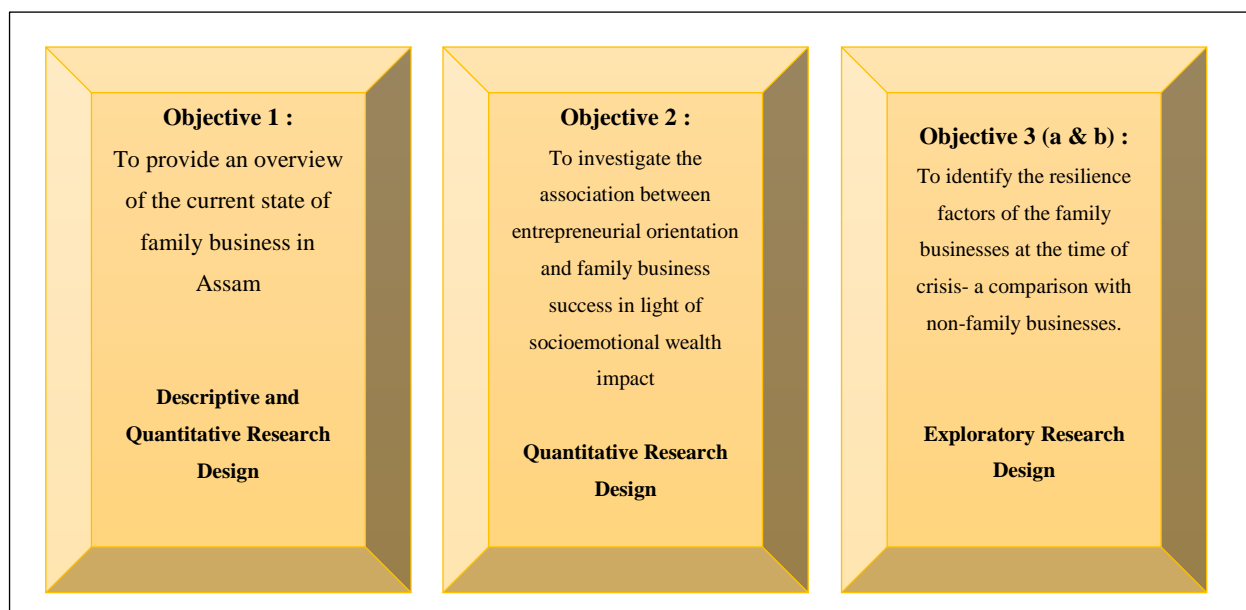 Objective 1 :
To provide an overview
of the current state of
family business in
Assam
Descriptive and
Quantitative Research
Design
Objective 2 :
To investigate the
association between
entrepreneurial orientation
and family business
success in light of
socioemotional wealth
impact
Quantitative Research
Design
Objective 3 (a & b) :
To identify the resilience
factors of the family
businesses at the time of
crisis- a comparison with
non-family businesses.
Exploratory Research
Design